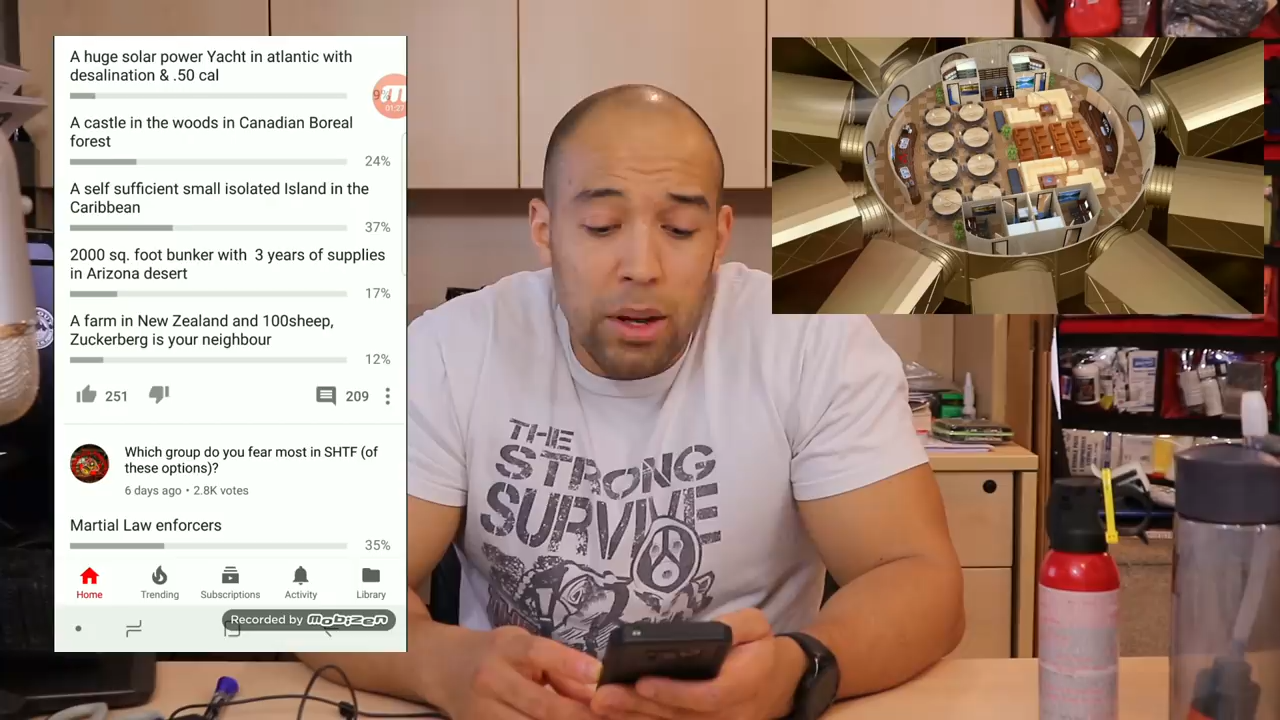 A huge solar power Yacht in atlantic with
desalination & .50 cal
01:27
A castle in the woods in Canadian Boreal
forest
24%
A self sufficient small isolated Island in the
Caribbean
37%
2000 sq. foot bunker with 3 years of supplies
in Arizona desert
17%
A farm in New Zealand and 100sheep,
Zuckerberg is your neighbour
12%
251
209
Which group do you fear most in SHTF (of
these options)?
6 days ago • 2.8K votes
Martial Law enforcers
35%
Home
Trending
Subscriptions
Activity
Library
Recorded by Mobizen
THE
STRONG
SURVIVE